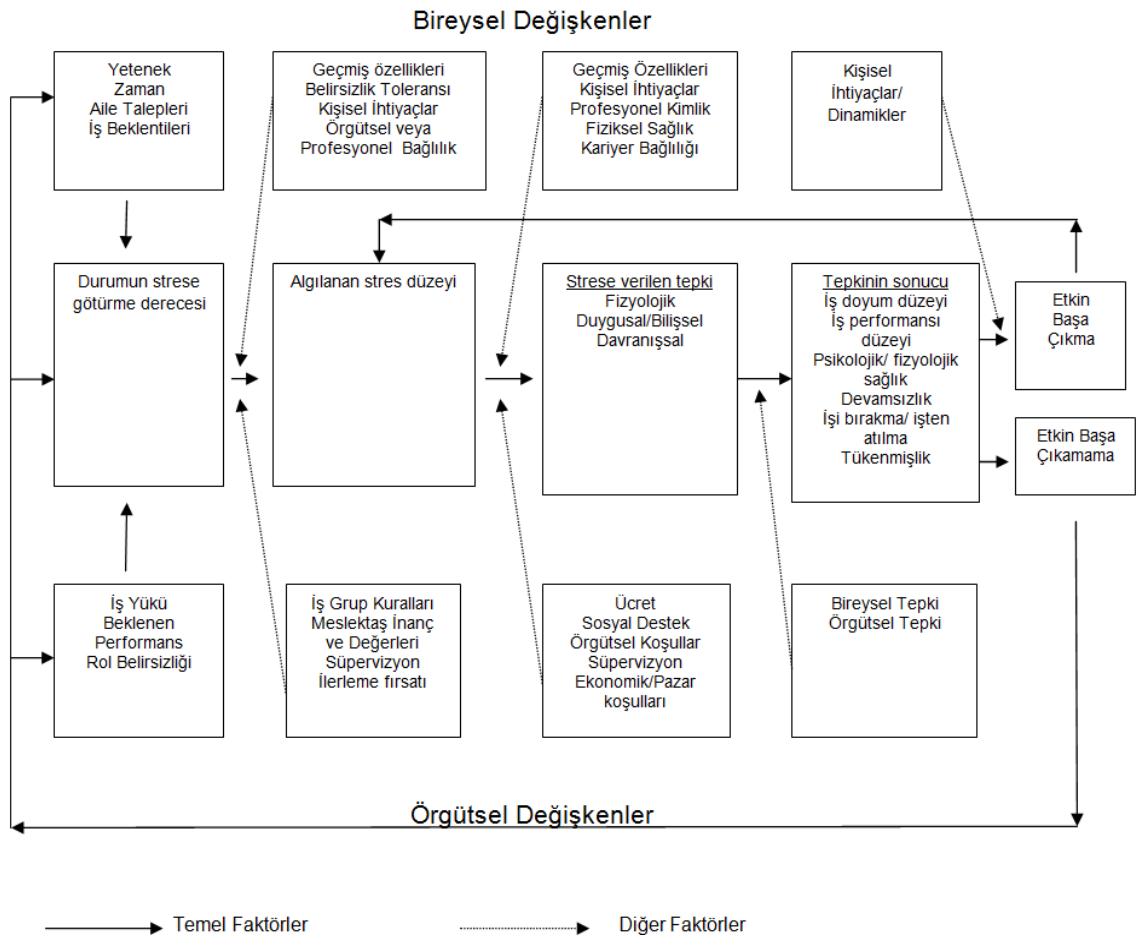 Bireysel Değişkenler
Yetenek
Zaman
Aile Talepleri
İş Beklentileri
Geçmiş özellikleri
Belirsizlik Toleransı
Kişisel İhtiyaçlar
Örgütsel veya
Profesyonel Bağlılık
Geçmiş Özellikleri
Kişisel İhtiyaçlar
Profesyonel Kimlik
Fiziksel Sağlık
Kariyer Bağlılığı
Kişisel
İhtiyaçlar/
Dinamikler
Durumun strese
götürme derecesi
Algılanan stres düzeyi
Strese verilen tepki
Fizyolojik
Duygusal/Bilişsel
Davranışsal
Tepkinin sonucu
İş doyum düzeyi
İş performansı
düzeyi
Psikolojik/ fizyolojik
sağlık
Devamsızlık
İşi bırakma/ işten
atılma
Tükenmişlik
Etkin
Başa
Çıkma
Etkin Başa
Çıkamama
İş Yükü
Beklenen
Performans
Rol Belirsizliği
İş Grup Kuralları
Meslektaş İnanç
ve Değerleri
Süpervizyon
İlerleme fırsatı
Ücret
Sosyal Destek
Örgütsel Koşullar
Süpervizyon
Ekonomik/Pazar
koşulları
Bireysel Tepki
Örgütsel Tepki
Örgütsel Değişkenler
Temel Faktörler
Diğer Faktörler